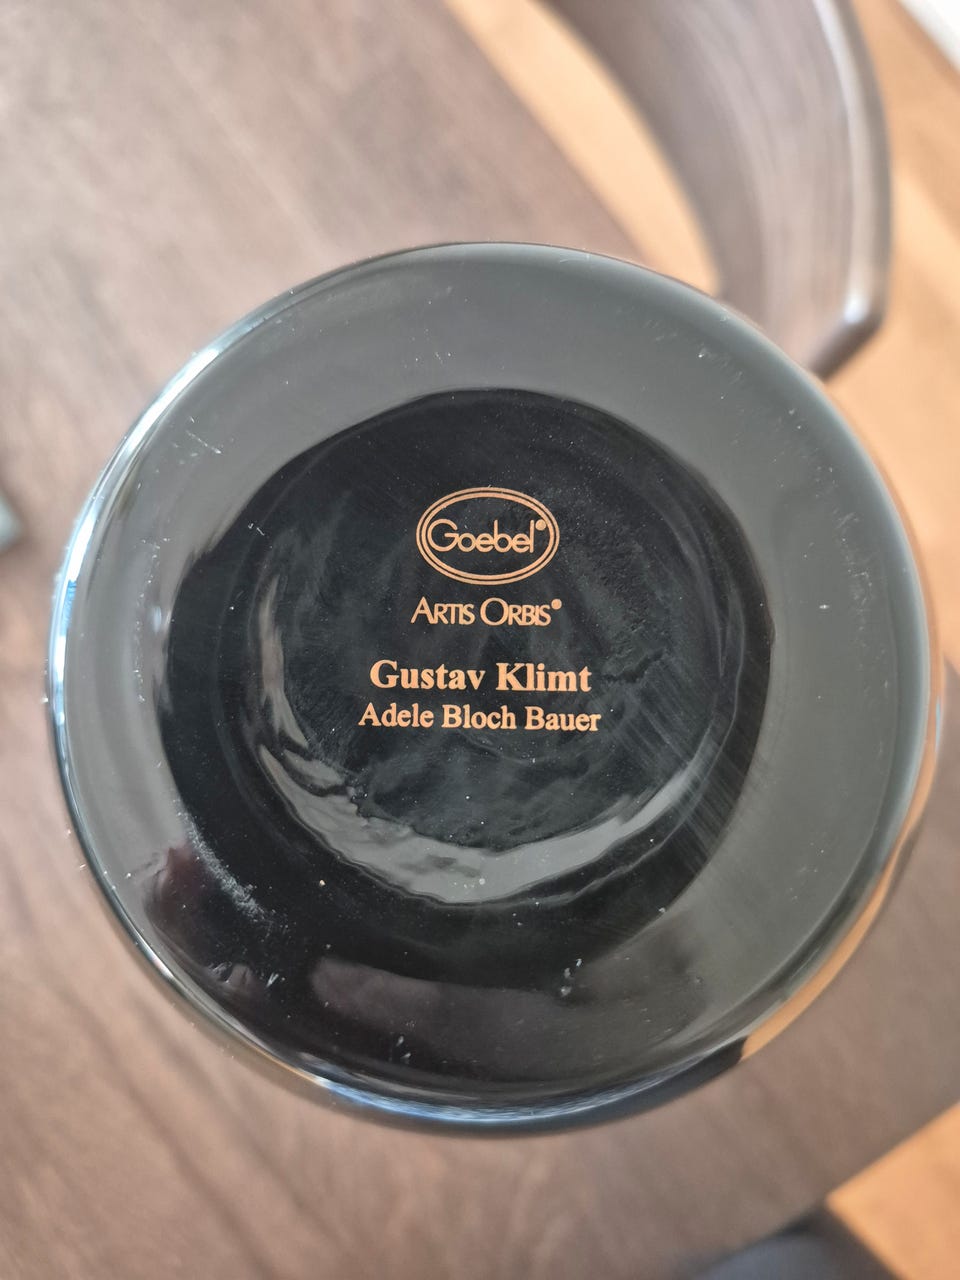 Goebel®
ARTIS ORBIS®
Gustav Klimt
Adele Bloch Bauer